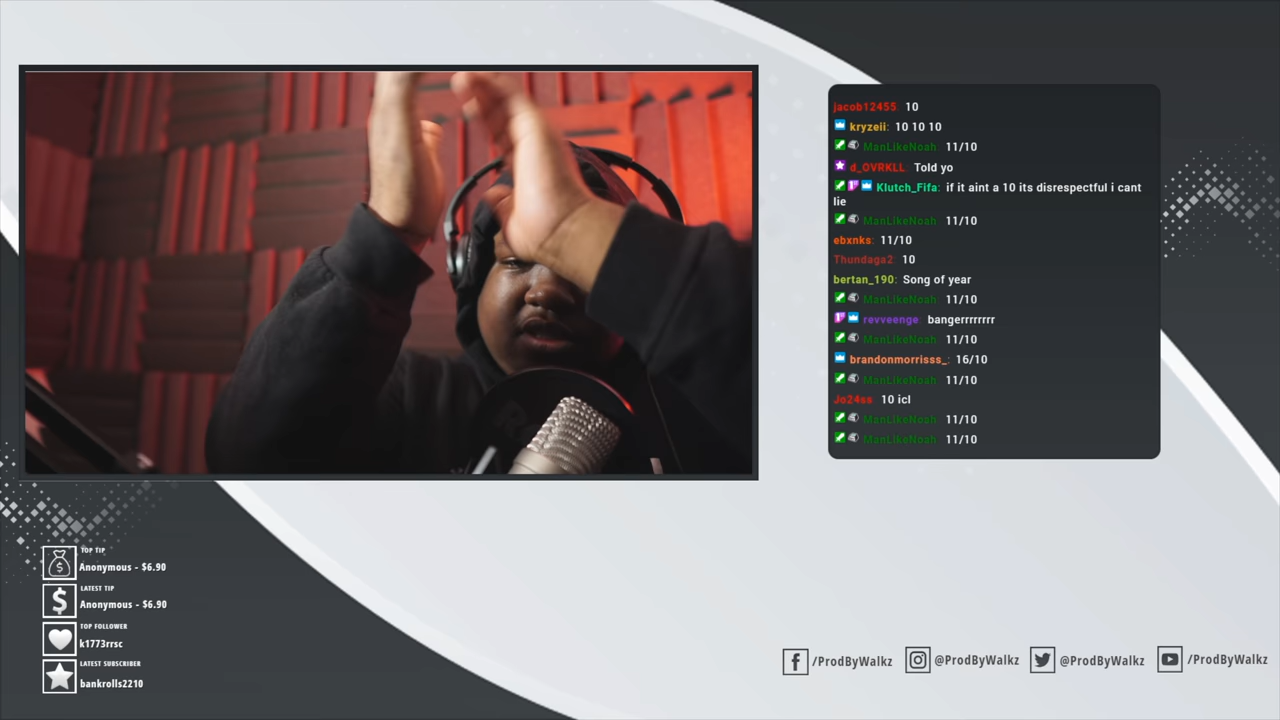 jacob12455: 10
kryzeii: 10 10 10
ManLikeNoah: 11/10
d_OVRKLL: Told yo
Klutch_Fifa: if it aint a 10 its disrespectful i cant
lie
ManLikeNoah: 11/10
ebxnks: 11/10
Thundaga2: 10
bertan_190: Song of year
ManLikeNoah: 11/10
revveenge: bangerrrrrrrr
ManLikeNoah: 11/10
brandonmorrisss_: 16/10
ManLikeNoah: 11/10
Jo24ss: 10 icl
ManLikeNoah: 11/10
ManLikeNoah: 11/10
TOP TIP
Anonymous - $6.90
LATEST TIP
Anonymous - $6.90
TOP FOLLOWER
k1773rrsc
LATEST SUBSCRIBER
bankrolls2210
/ProdByWalkz
@ProdByWalkz
@ProdByWalkz
/ProdByWalkz